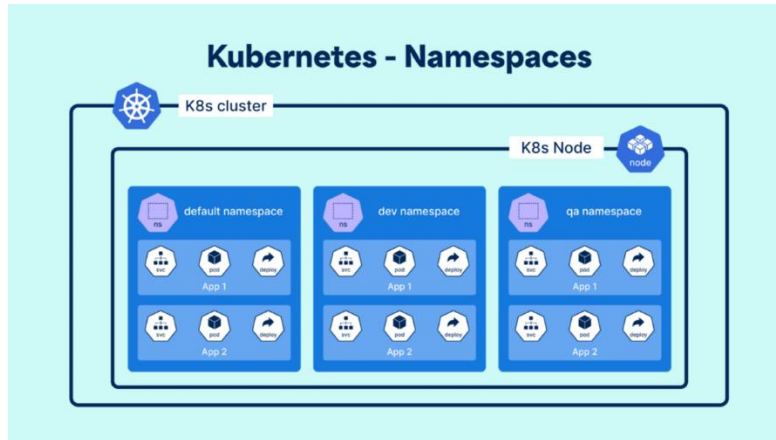 Kubernetes - Namespaces
K8s cluster
K8s Node
node
default namespace
ns
svc pod deploy
App 1
svc pod deploy
App 2
dev namespace
ns
svc pod deploy
App 1
svc pod deploy
App 2
qa namespace
ns
svc pod deploy
App 1
svc pod deploy
App 2